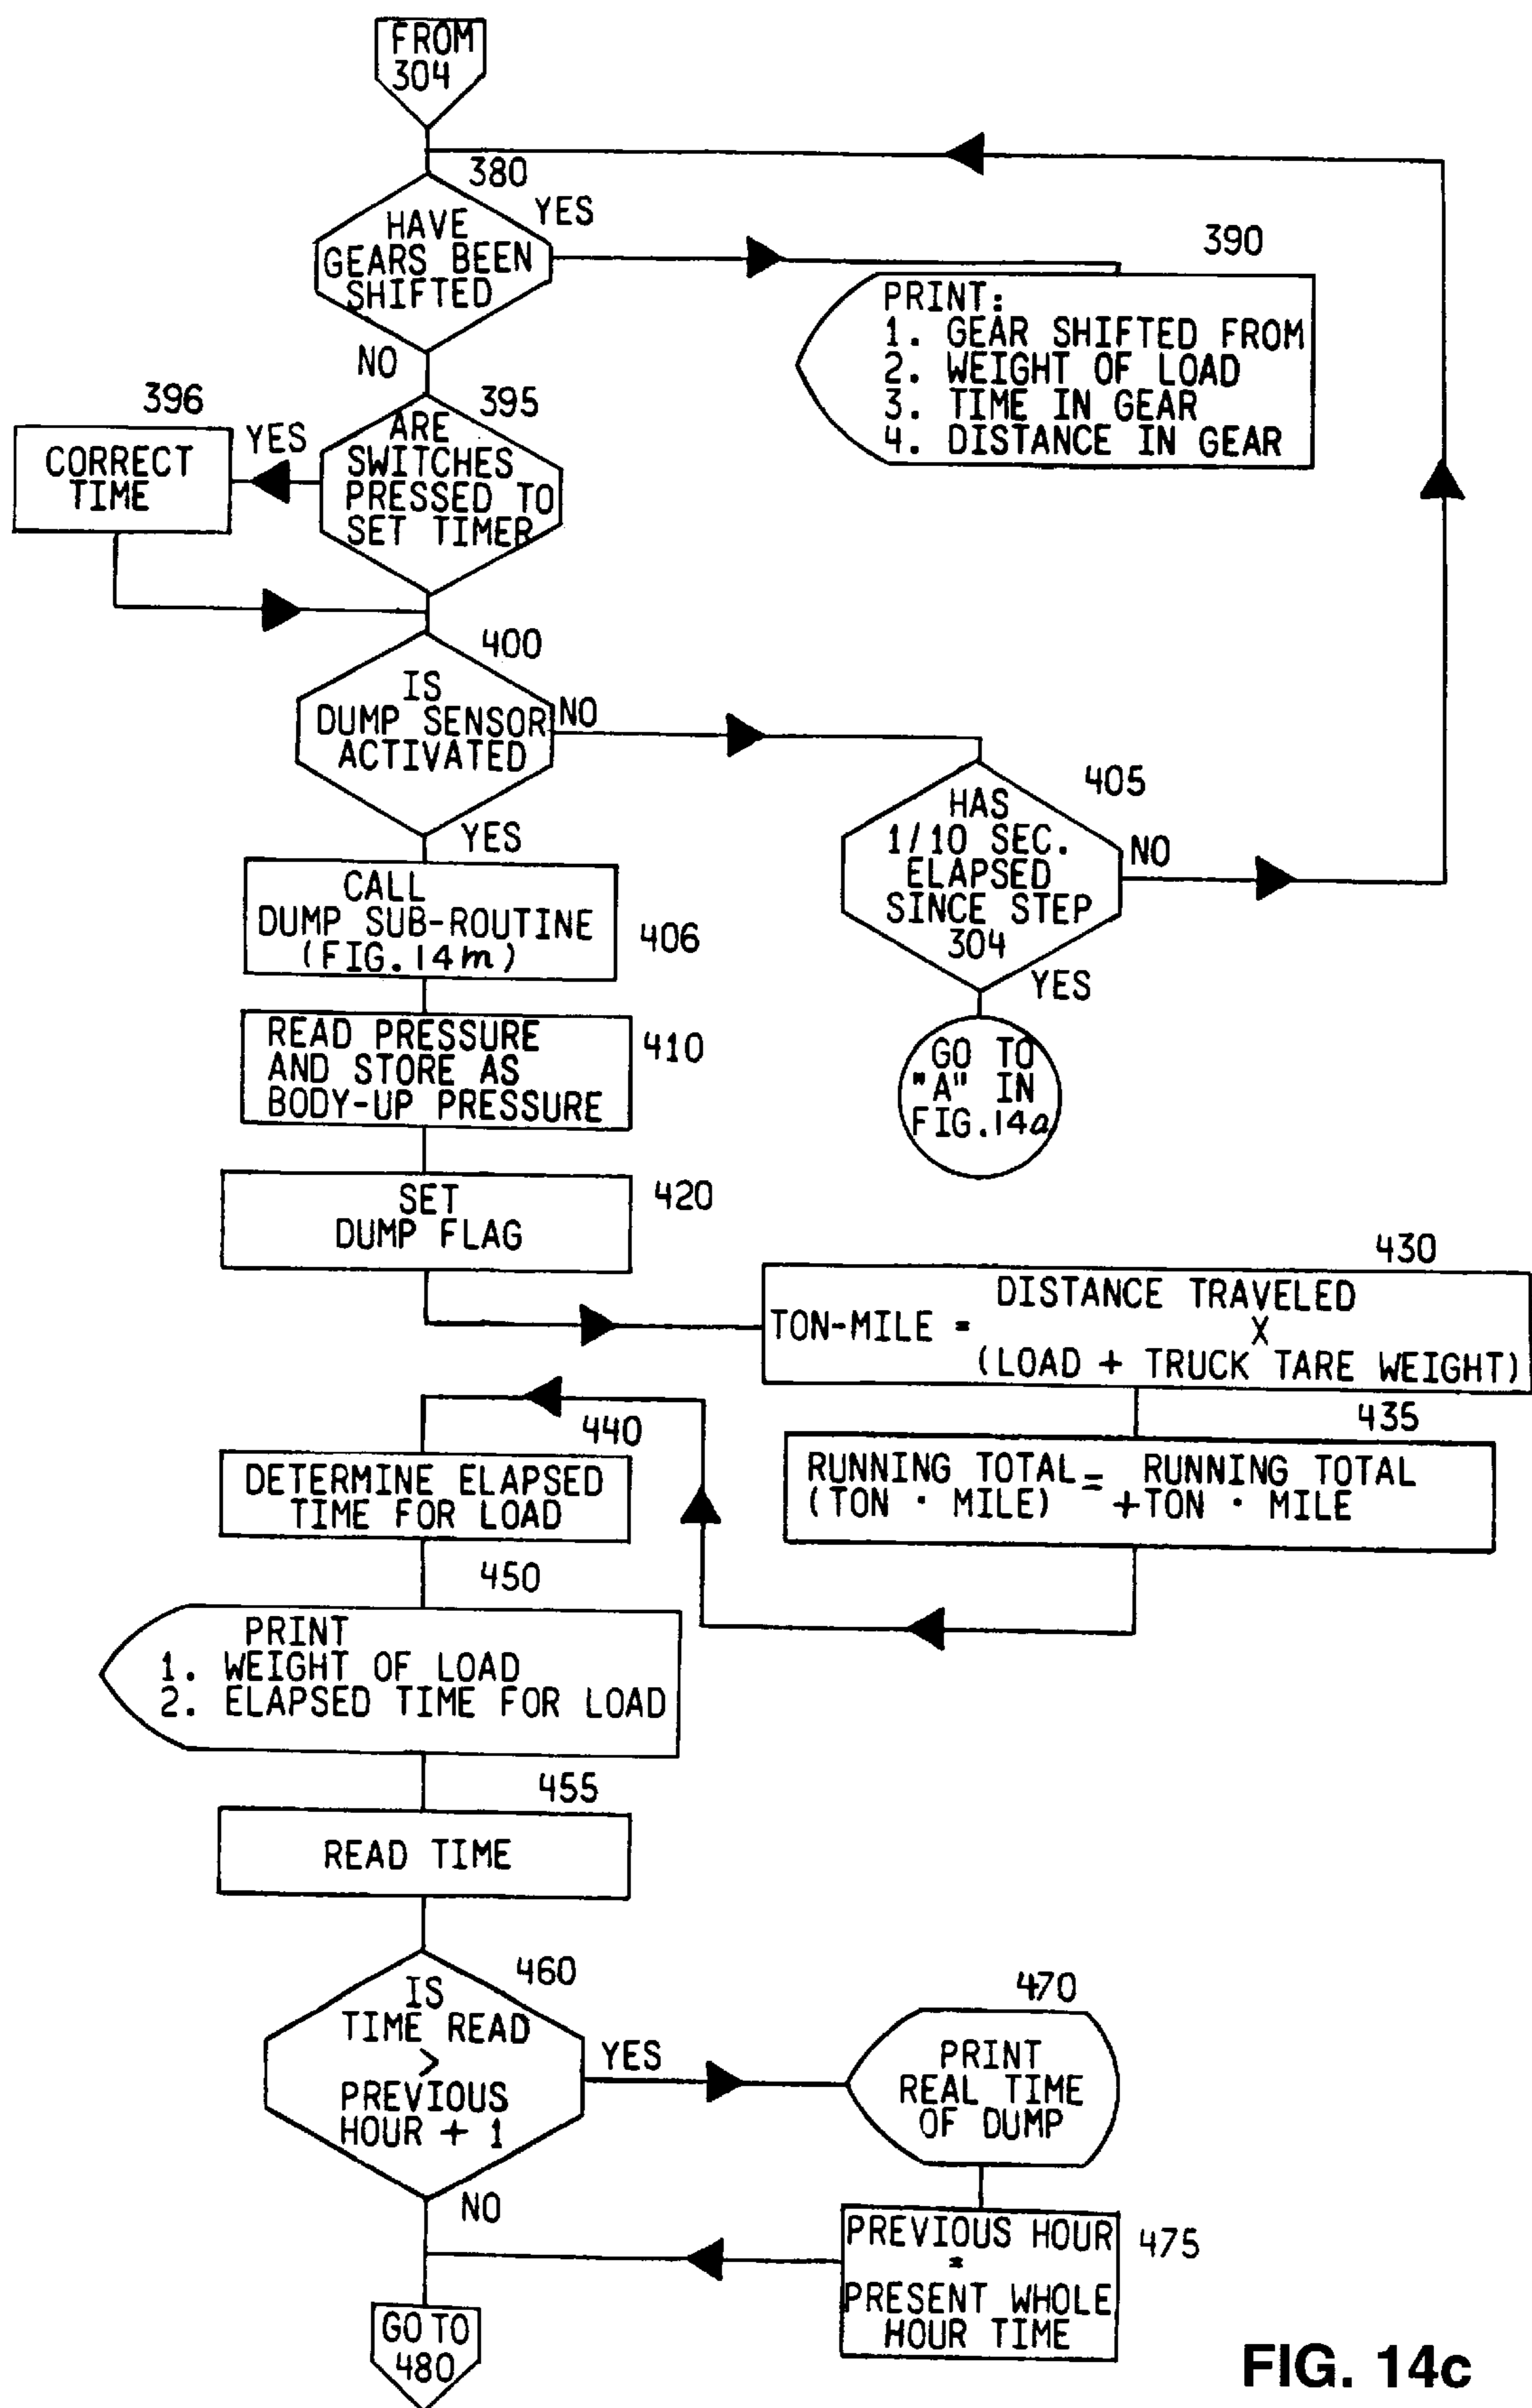 FROM
304
380
HAVE
GEARS BEEN
SHIFTED
YES
NO
390
PRINT:
1. GEAR SHIFTED FROM
2. WEIGHT OF LOAD
3. TIME IN GEAR
4. DISTANCE IN GEAR
395
ARE
SWITCHES
PRESSED TO
SET TIMER
YES
396
CORRECT
TIME
400
IS
DUMP SENSOR
ACTIVATED
NO
YES
405
HAS
1/10 SEC.
ELAPSED
SINCE STEP
304
NO
YES
GO TO
"A" IN
FIG.14a
CALL
DUMP SUB-ROUTINE
(FIG.14m)
406
READ PRESSURE
AND STORE AS
BODY-UP PRESSURE
410
SET
DUMP FLAG
420
430
DISTANCE TRAVELED
TON-MILE = X
(LOAD + TRUCK TARE WEIGHT)
435
RUNNING TOTAL = RUNNING TOTAL
(TON · MILE) +TON · MILE
440
DETERMINE ELAPSED
TIME FOR LOAD
450
PRINT
1. WEIGHT OF LOAD
2. ELAPSED TIME FOR LOAD
455
READ TIME
460
IS
TIME READ
>
PREVIOUS
HOUR + 1
YES
NO
470
PRINT
REAL TIME
OF DUMP
PREVIOUS HOUR
=
PRESENT WHOLE
HOUR TIME
475
GO TO
480
FIG. 14c